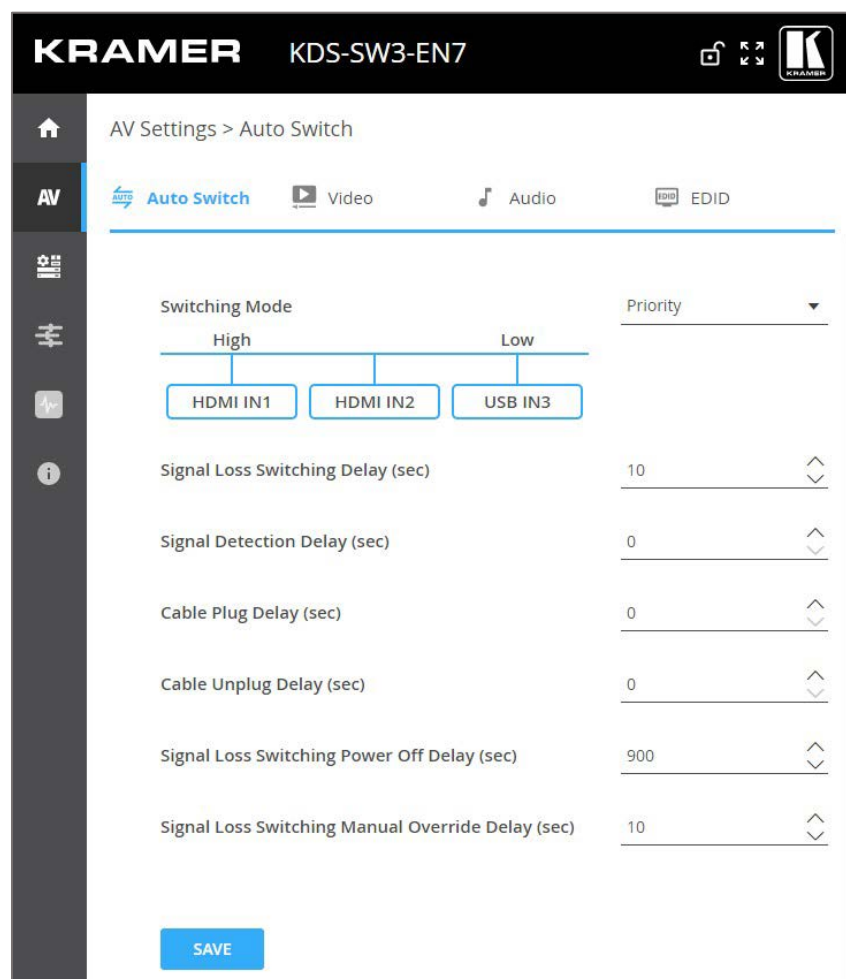 KRAMER KDS-SW3-EN7 KRAMER
AV Settings > Auto Switch
AV
AUTO Auto Switch Video Audio EDID EDID
Switching Mode Priority
High Low
HDMI IN1 HDMI IN2 USB IN3
Signal Loss Switching Delay (sec) 10
Signal Detection Delay (sec) 0
Cable Plug Delay (sec) 0
Cable Unplug Delay (sec) 0
Signal Loss Switching Power Off Delay (sec) 900
Signal Loss Switching Manual Override Delay (sec) 10
SAVE